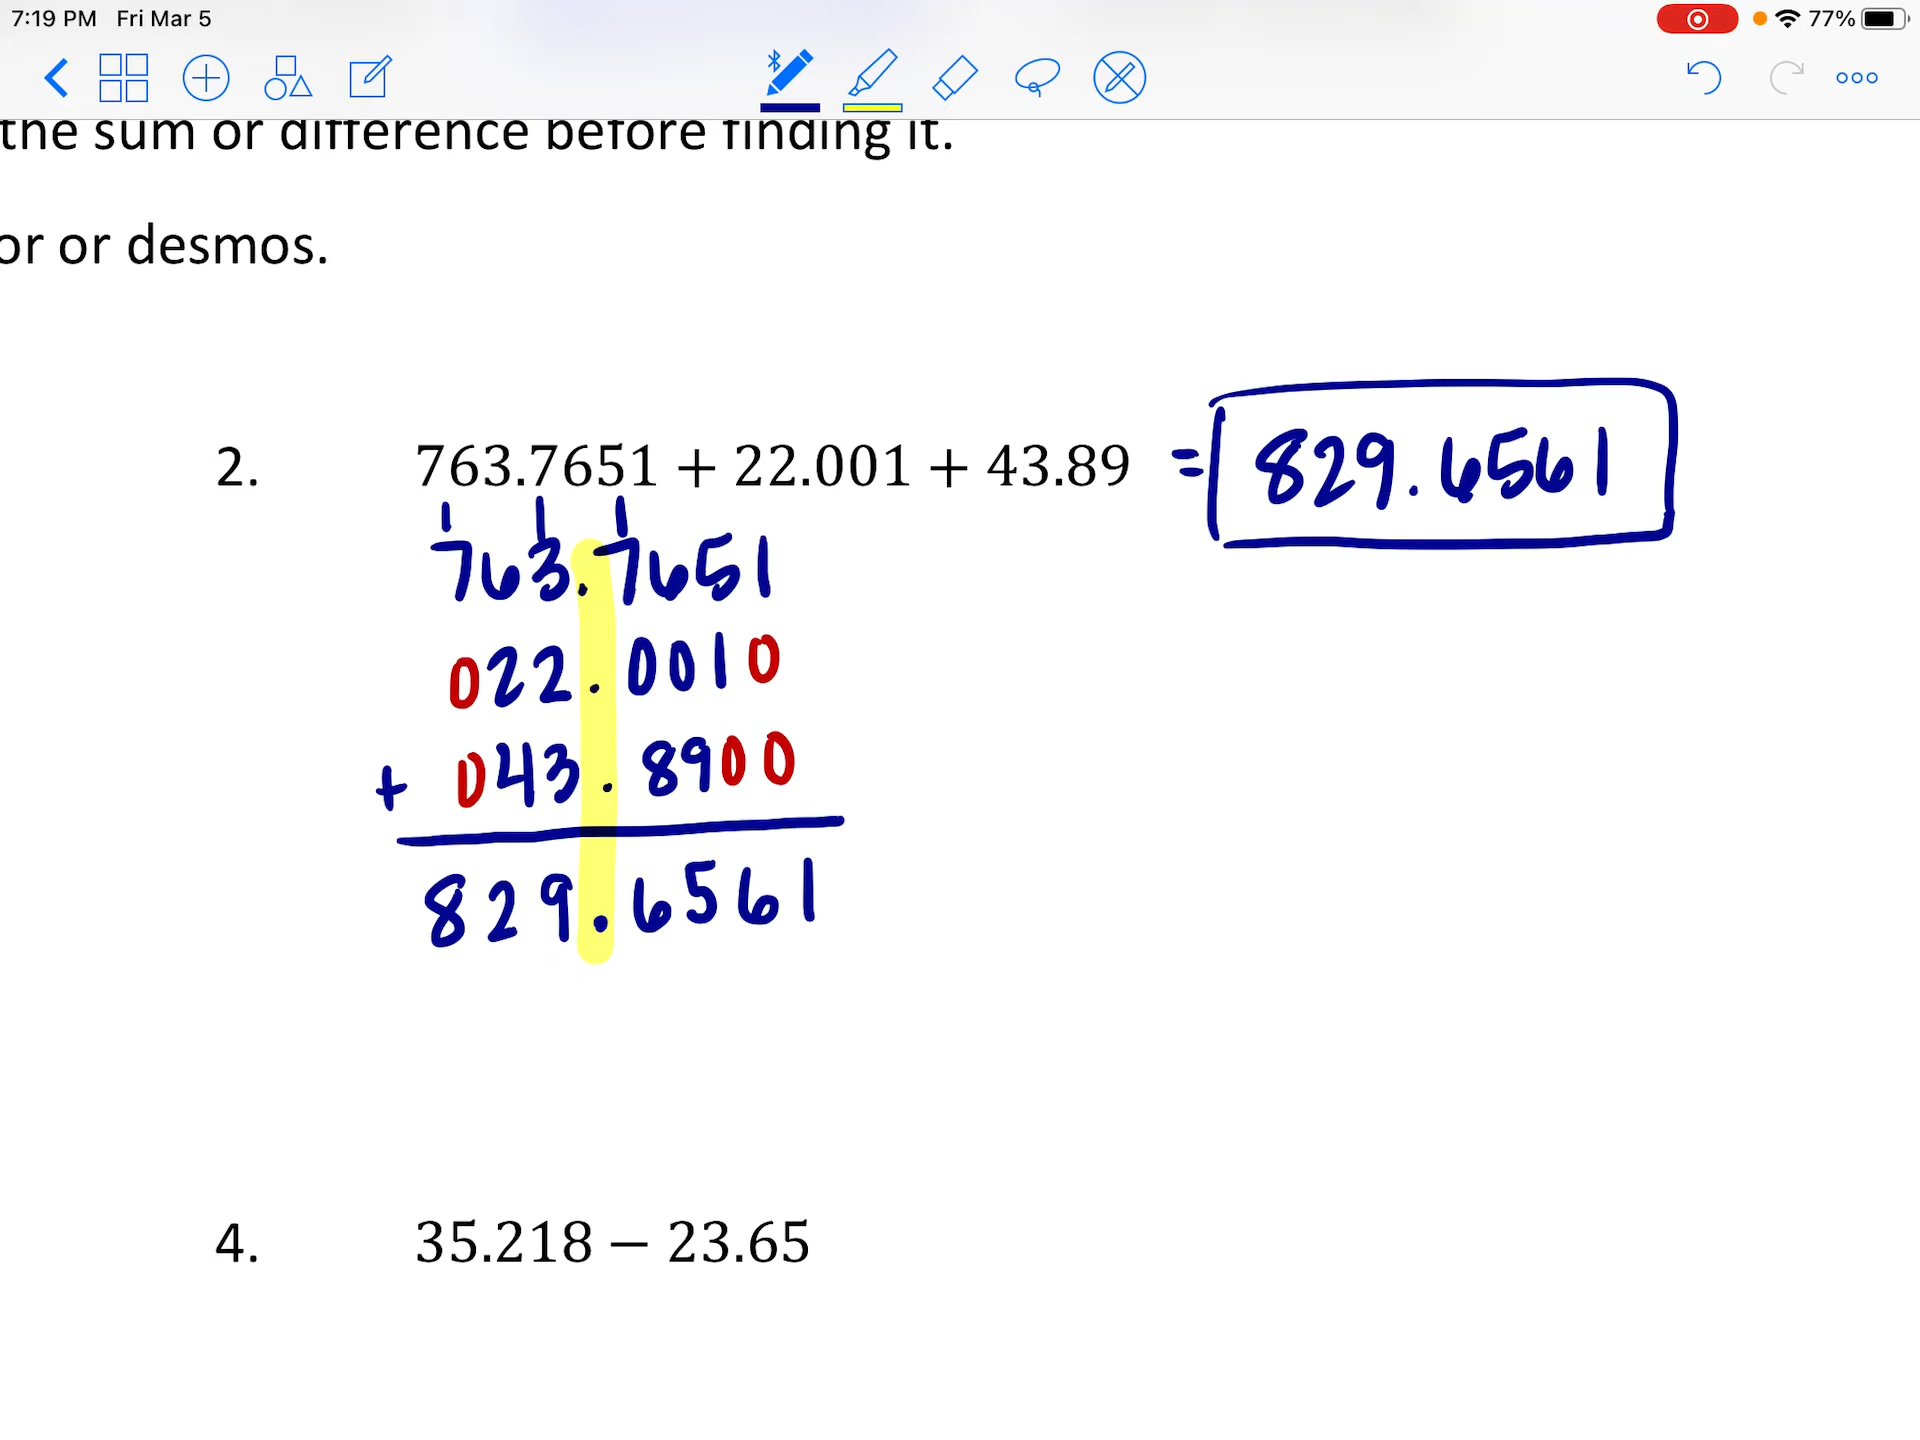 7:19 PM Fri Mar 5 77%
the sum or difference before finding it.
or or desmos.
2. 763.7651 + 22.001 + 43.89 = 829.6561
1 1 1
763.7651
022.0010
+ 043.8900
829.6561
4. 35.218 − 23.65